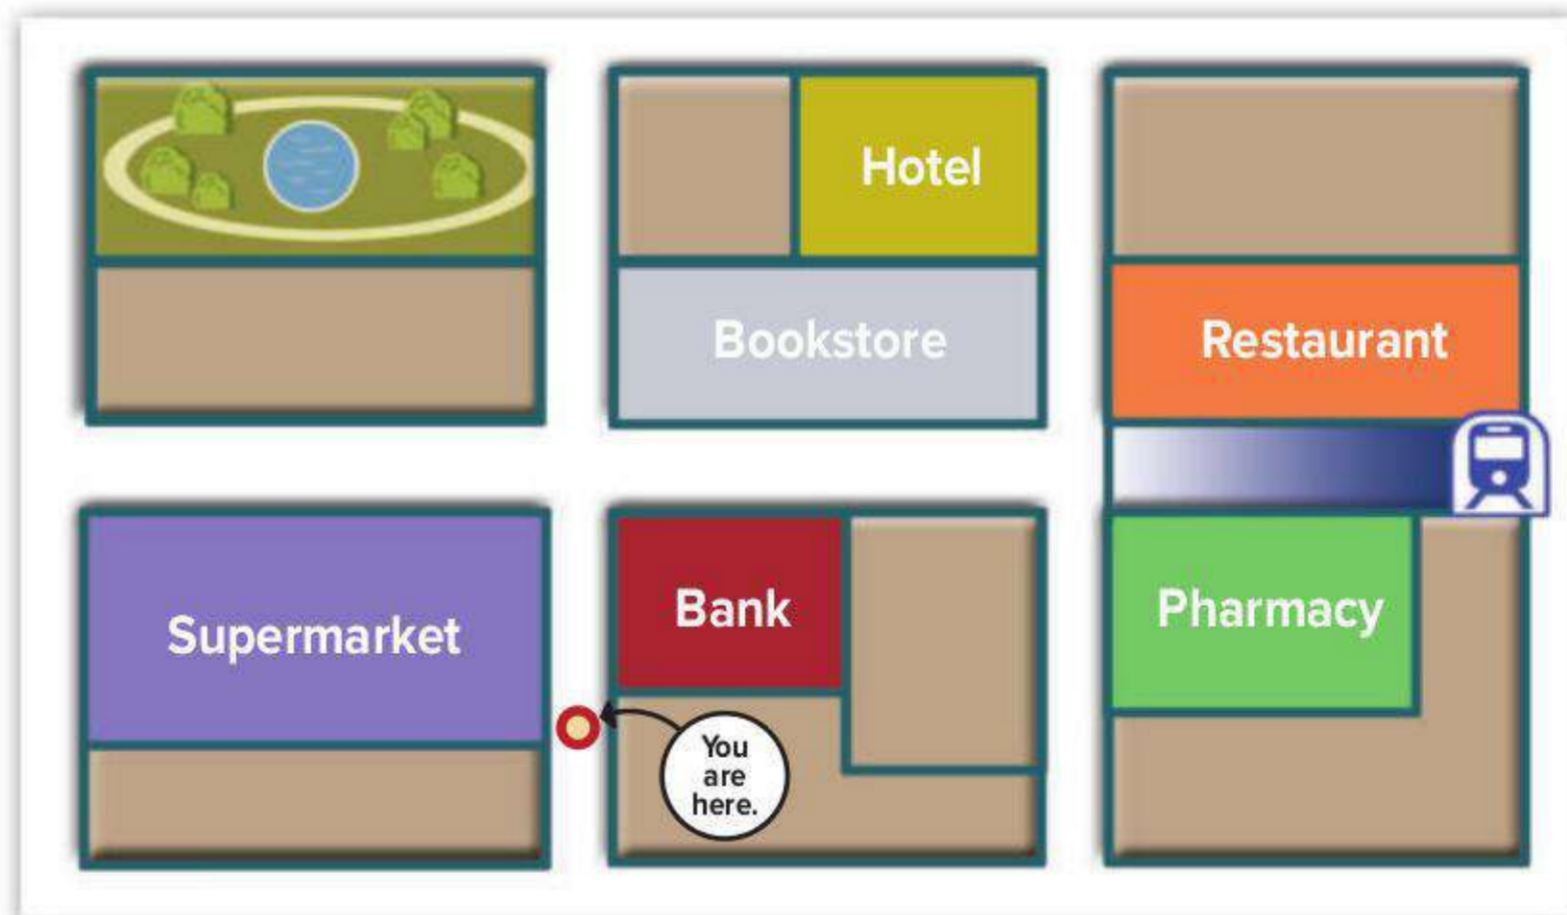 Hotel
Bookstore
Restaurant
Supermarket
Bank
Pharmacy
You
are
here.